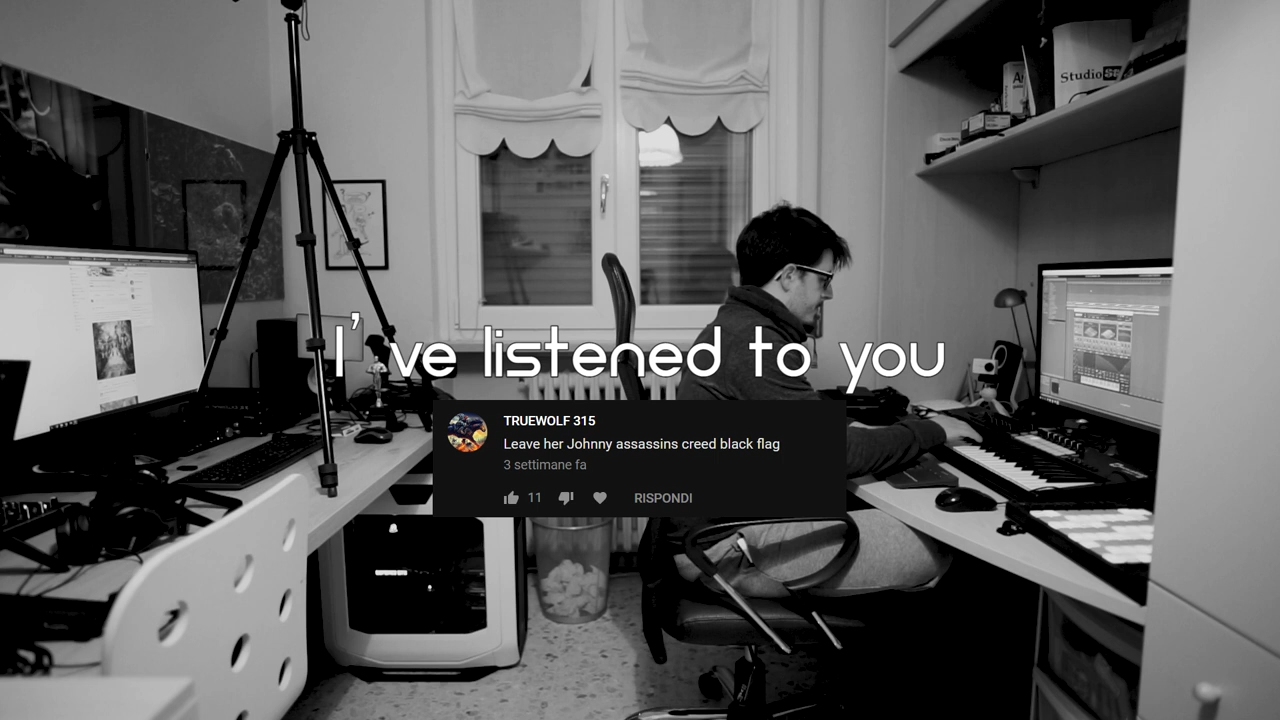 Studio
I've listened to you
TRUEWOLF 315
Leave her Johnny assassins creed black flag
3 settimane fa
11
RISPONDI